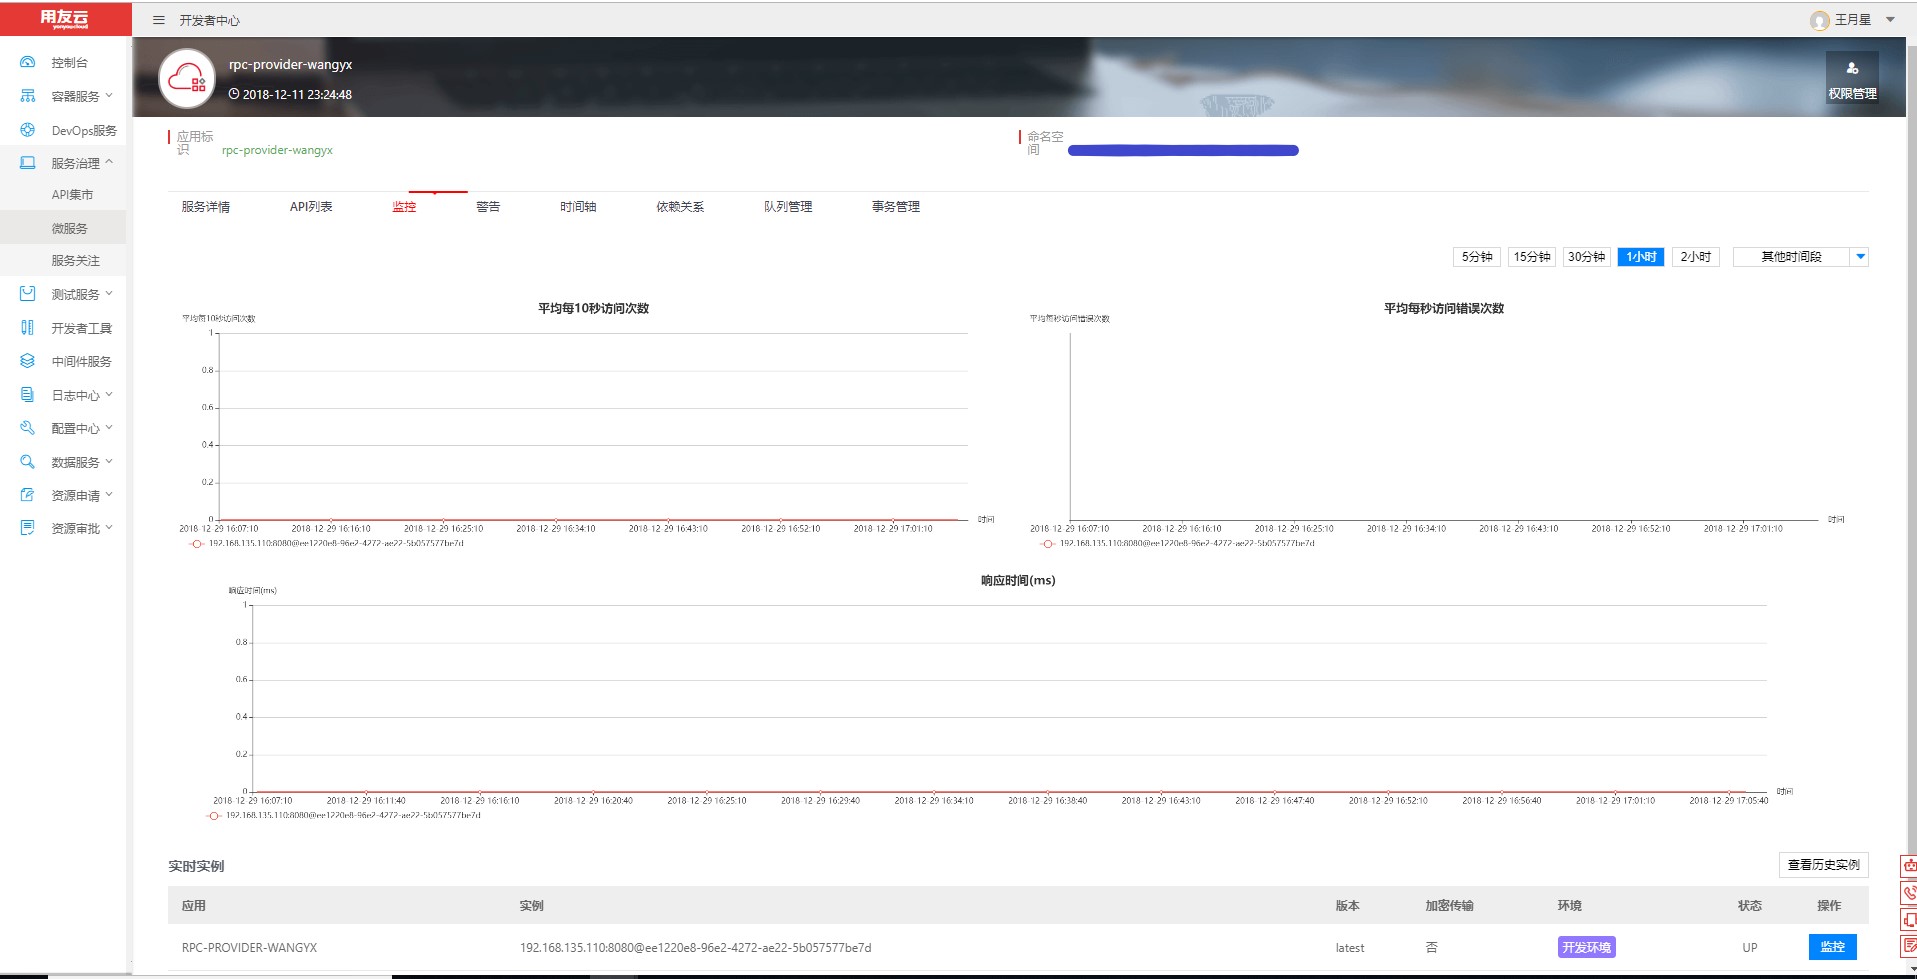 用友云
yonyoucloud
开发者中心
王月星
控制台
容器服务
DevOps服务
服务治理
API集市
微服务
服务关注
测试服务
开发者工具
中间件服务
日志中心
配置中心
数据服务
资源申请
资源审批
rpc-provider-wangyx
2018-12-11 23:24:48
权限管理
应用标
识
rpc-provider-wangyx
命名空
间
服务详情 API列表 监控 警告 时间轴 依赖关系 队列管理 事务管理
5分钟 15分钟 30分钟 1小时 2小时 其他时间段
平均每10秒访问次数
平均每10秒访问次数
1
0.8
0.6
0.4
0.2
0
2018-12-29 16:07:10 2018-12-29 16:16:10 2018-12-29 16:25:10 2018-12-29 16:34:10 2018-12-29 16:43:10 2018-12-29 16:52:10 2018-12-29 17:01:10 时间
192.168.135.110:8080@ee1220e8-96e2-4272-ae22-5b057577be7d
平均每秒访问错误次数
平均每秒访问错误次数
2018-12-29 16:07:10 2018-12-29 16:16:10 2018-12-29 16:25:10 2018-12-29 16:34:10 2018-12-29 16:43:10 2018-12-29 16:52:10 2018-12-29 17:01:10 时间
192.168.135.110:8080@ee1220e8-96e2-4272-ae22-5b057577be7d
响应时间(ms)
响应时间(ms)
1
0.8
0.6
0.4
0.2
0
2018-12-29 16:07:10 2018-12-29 16:11:40 2018-12-29 16:16:10 2018-12-29 16:20:40 2018-12-29 16:25:10 2018-12-29 16:29:40 2018-12-29 16:34:10 2018-12-29 16:38:40 2018-12-29 16:43:10 2018-12-29 16:47:40 2018-12-29 16:52:10 2018-12-29 16:56:40 2018-12-29 17:01:10 2018-12-29 17:05:40 时间
192.168.135.110:8080@ee1220e8-96e2-4272-ae22-5b057577be7d
实时实例 查看历史实例
应用 实例 版本 加密传输 环境 状态 操作
RPC-PROVIDER-WANGYX 192.168.135.110:8080@ee1220e8-96e2-4272-ae22-5b057577be7d latest 否 开发环境 UP 监控